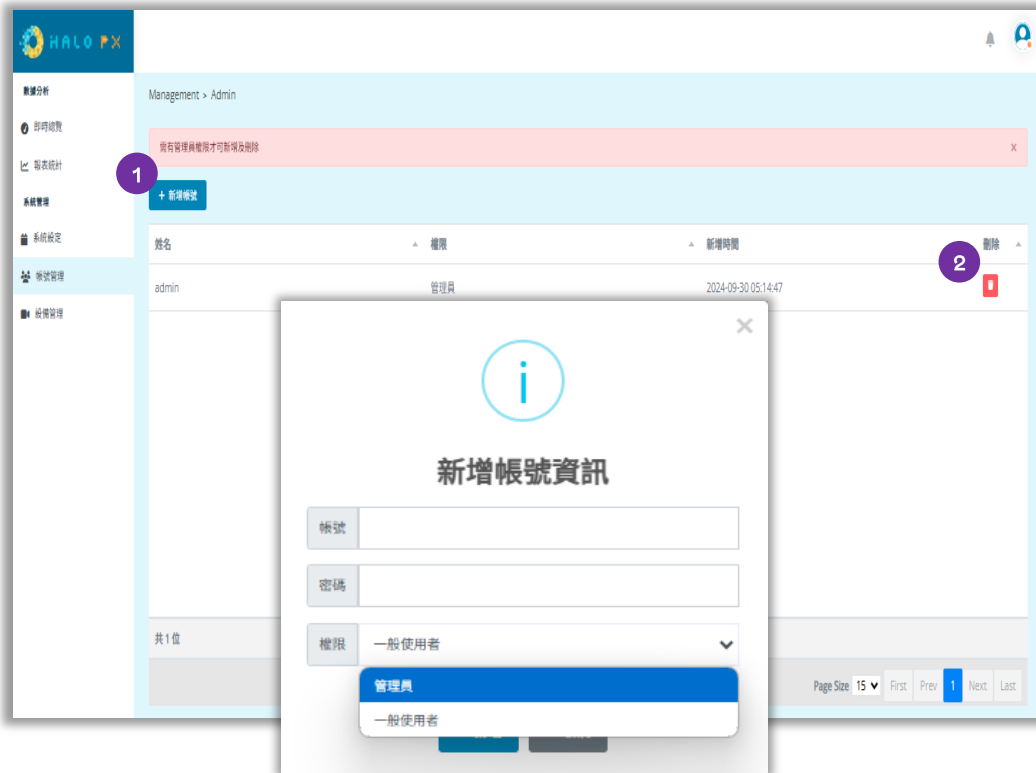 HALO PX
數據分析
即時總覽
報表統計
系統管理
系統設定
帳號管理
設備管理
Management > Admin
需有管理員權限才可新增及刪除 x
1
+ 新增帳號
姓名 權限 新增時間 刪除
2
admin 管理員 2024-09-30 05:14:47
×
i
新增帳號資訊
帳號
密碼
權限 一般使用者
管理員
一般使用者
共1位
Page Size 15 First Prev 1 Next Last